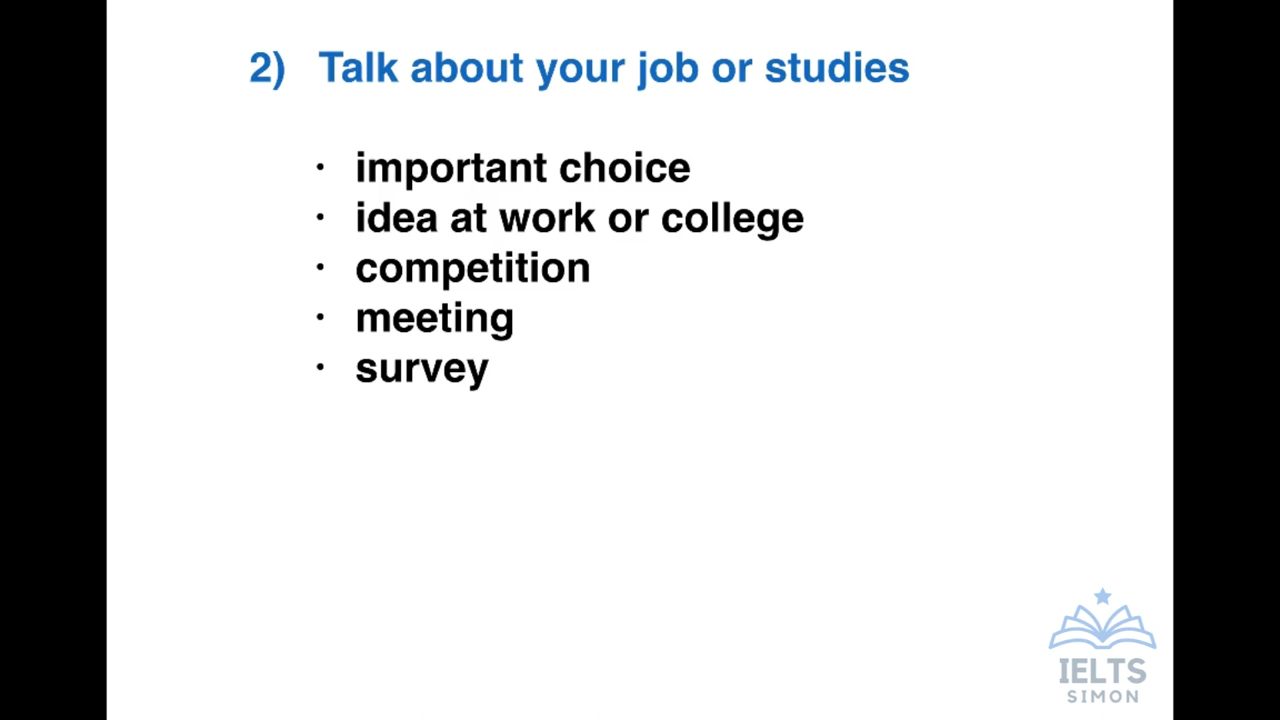 2) Talk about your job or studies
· important choice
· idea at work or college
· competition
· meeting
· survey
IELTS
SIMON